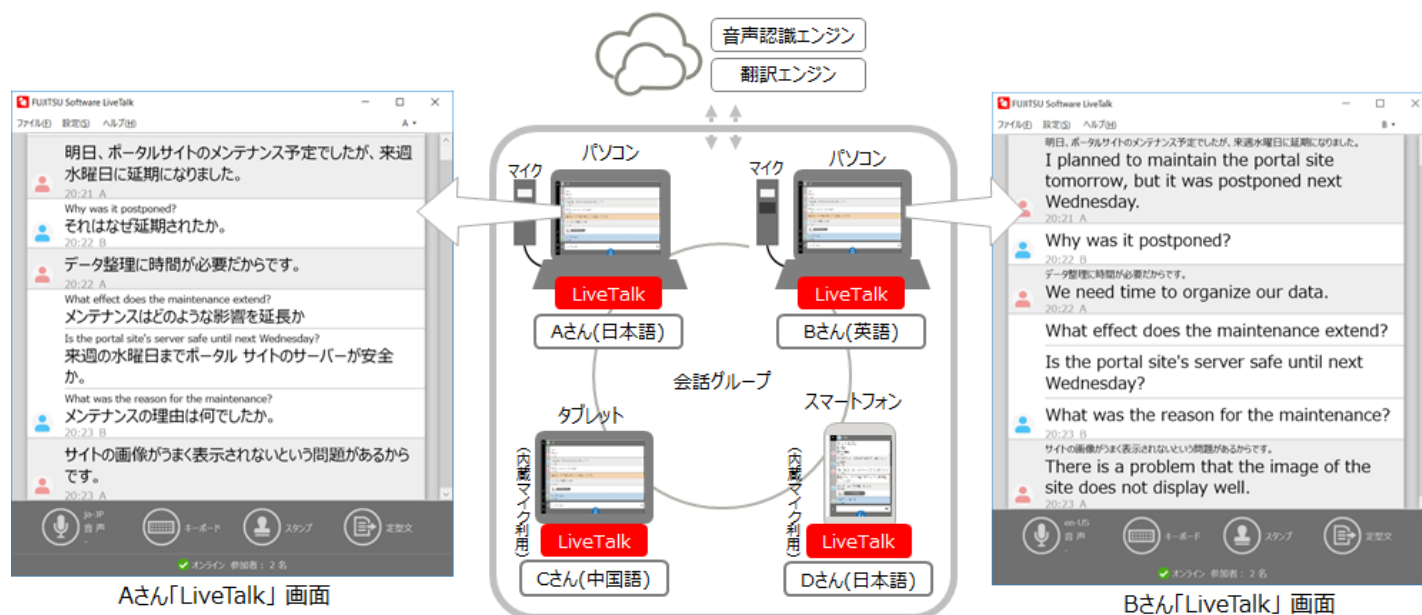 音声認識エンジン
翻訳エンジン
FUJITSU Software LiveTalk
ファイル(F) 設定(S) ヘルプ(H)
A
明日、ポータルサイトのメンテナンス予定でしたが、来週
水曜日に延期になりました。
20:21 A
Why was it postponed?
それはなぜ延期されたか。
20:22 B
データ整理に時間が必要だからです。
20:22 A
What effect does the maintenance extend?
メンテナンスはどのような影響を延長か
Is the portal site's server safe until next Wednesday?
来週の水曜日までポータル サイトのサーバーが安全
か。
What was the reason for the maintenance?
メンテナンスの理由は何でしたか。
20:23 B
サイトの画像がうまく表示されないという問題があるから
です。
20:23 A
ja-JP
音声
-
キーボード
スタンプ
定型文
オンライン 参加者：2名
Aさん「LiveTalk」 画面
パソコン
マイク
LiveTalk
Aさん(日本語)
パソコン
マイク
LiveTalk
Bさん(英語)
会話グループ
タブレット
(内蔵マイク利用)
LiveTalk
Cさん(中国語)
スマートフォン
(内蔵マイク利用)
LiveTalk
Dさん(日本語)
FUJITSU Software LiveTalk
ファイル(F) 設定(S) ヘルプ(H)
B
明日、ポータルサイトのメンテナンス予定でしたが、来週水曜日に延期になりました。
I planned to maintain the portal site
tomorrow, but it was postponed next
Wednesday.
20:21 A
Why was it postponed?
20:22 B
データ整理に時間が必要だからです。
We need time to organize our data.
20:22 A
What effect does the maintenance extend?
Is the portal site's server safe until next
Wednesday?
What was the reason for the maintenance?
20:23 B
サイトの画像がうまく表示されないという問題があるからです。
There is a problem that the image of the
site does not display well.
20:23 A
en-US
音声
-
キーボード
スタンプ
定型文
オンライン 参加者：2名
Bさん「LiveTalk」 画面